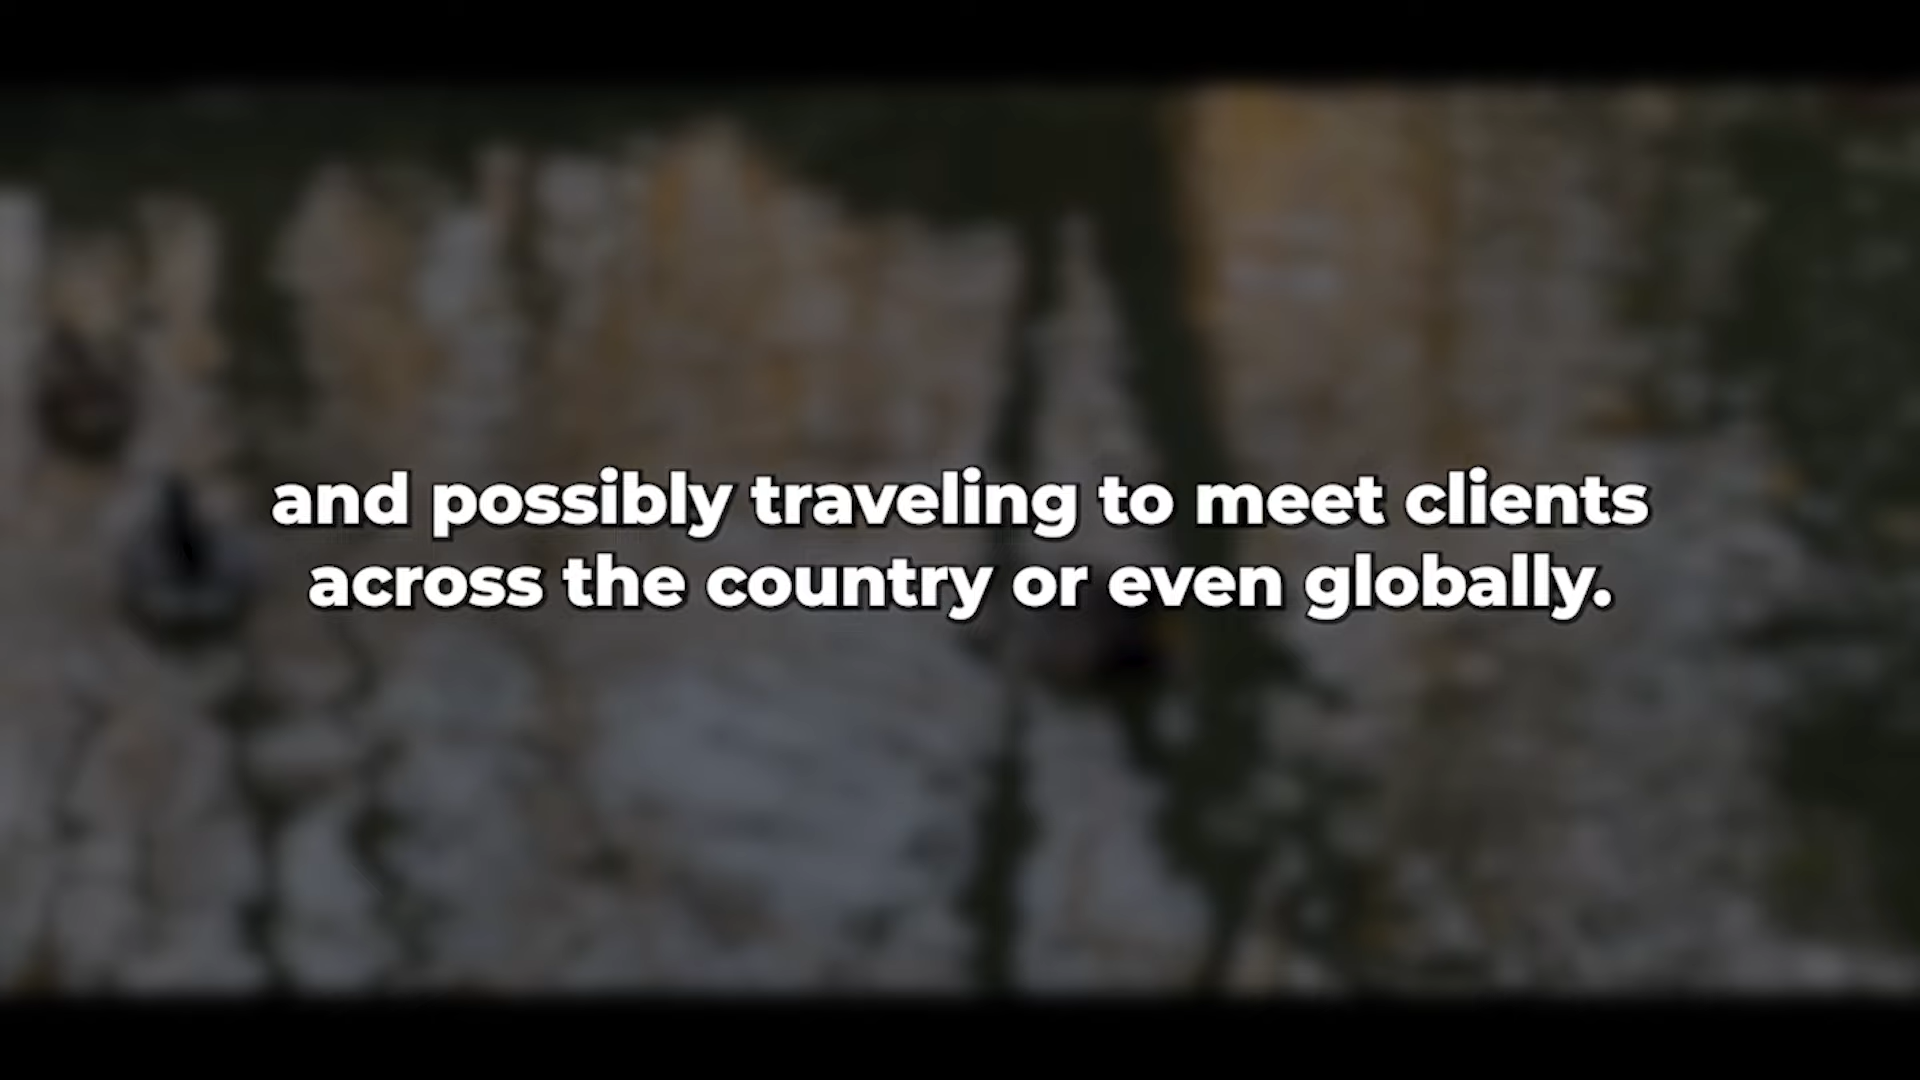 and possibly traveling to meet clients
across the country or even globally.